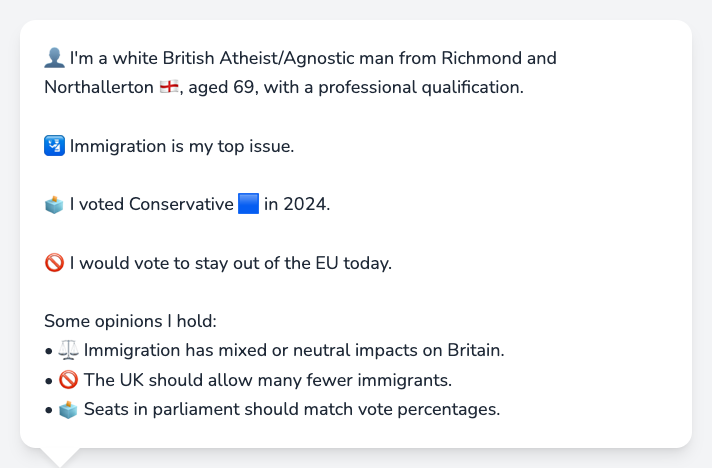 👤 I'm a white British Atheist/Agnostic man from Richmond and
Northallerton 🏴󠁧󠁢󠁥󠁮󠁧󠁿, aged 69, with a professional qualification.
🛂 Immigration is my top issue.
🗳️ I voted Conservative 🟦 in 2024.
🚫 I would vote to stay out of the EU today.
Some opinions I hold:
• ⚖️ Immigration has mixed or neutral impacts on Britain.
• 🚫 The UK should allow many fewer immigrants.
• 🗳️ Seats in parliament should match vote percentages.